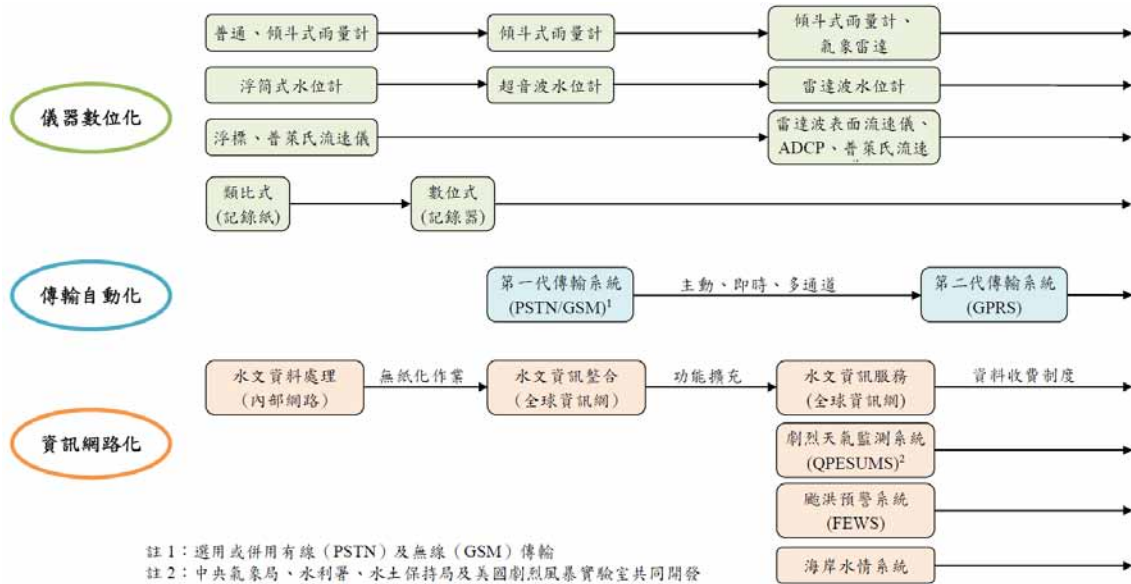 普通、傾斗式雨量計
傾斗式雨量計
傾斗式雨量計、
氣象雷達
儀器數位化
浮筒式水位計
超音波水位計
雷達波水位計
浮標、普萊氏流速儀
雷達波表面流速儀、
ADCP、普萊氏流速
類比式
(記錄紙)
數位式
(記錄器)
傳輸自動化
第一代傳輸系統
(PSTN/GSM)1
主動、即時、多通道
第二代傳輸系統
(GPRS)
資訊網路化
水文資料處理
(內部網路)
無紙化作業
水文資訊整合
(全球資訊網)
功能擴充
水文資訊服務
(全球資訊網)
資料收費制度
劇烈天氣監測系統
(QPESUMS)2
颱洪預警系統
(FEWS)
海岸水情系統
註1：選用或併用有線（PSTN）及無線（GSM）傳輸
註2：中央氣象局、水利署、水土保持局及美國劇烈風暴實驗室共同開發